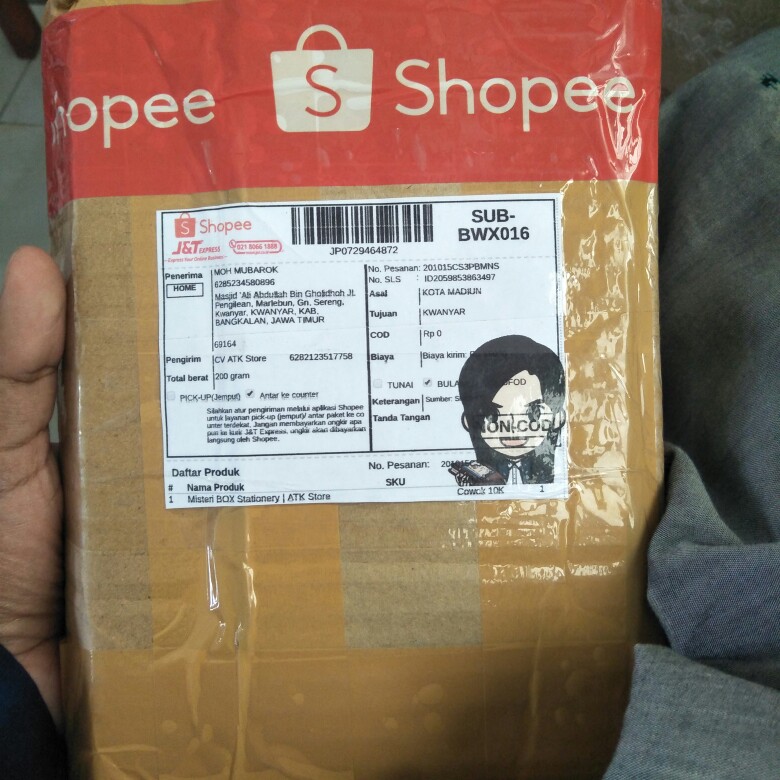 hopee S Shopee
S Shopee
J&T EXPRESS
Express Your Online Business
021 8066 1888
JP0729464872
SUB-
BWX016
Penerima
HOME
MOH MUBAROK
6285234580896
Masjid 'Ali Abdullah Bin Gholidhoh Jl.
Pengilean, Marlebun, Gn. Sereng,
Kwanyar, KWANYAR, KAB.
BANGKALAN, JAWA TIMUR
69164
Pengirim CV ATK Store 6282123517758
Total berat 200 gram
PICK-UP(Jemput) Antar ke counter
Silahkan atur pengiriman melalui aplikasi Shopee
untuk layanan pick-up (jemput)/ antar paket ke co
unter terdekat. Jangan membayarkan ongkir apa
pun ke kurir J&T Express, ongkir akan dibayarkan
langsung oleh Shopee.
No. Pesanan: 201015CS3PBMNS
No. SLS : ID2059853863497
Asal KOTA MADIUN
Tujuan KWANYAR
COD Rp 0
Biaya Biaya kirim:
TUNAI
Keterangan Sumber:
Tanda Tangan
NON-COD
Daftar Produk No. Pesanan:
# Nama Produk SKU
1 Misteri BOX Stationery | ATK Store Cowok 10K 1